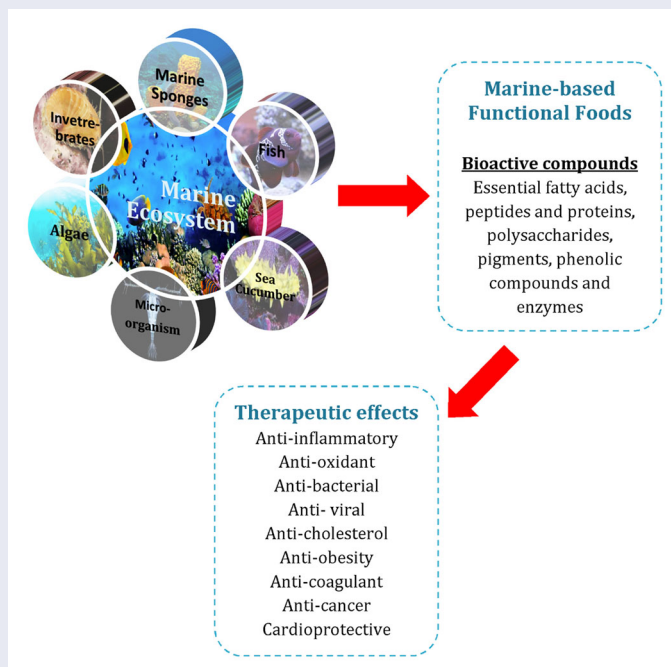 Marine
Sponges
Invetre-
brates
Fish
Marine
Ecosystem
Algae
Sea
Cucumber
Micro-
organism
Marine-based
Functional Foods
Bioactive compounds
Essential fatty acids,
peptides and proteins,
polysaccharides,
pigments, phenolic
compounds and
enzymes
Therapeutic effects
Anti-inflammatory
Anti-oxidant
Anti-bacterial
Anti- viral
Anti-cholesterol
Anti-obesity
Anti-coagulant
Anti-cancer
Cardioprotective